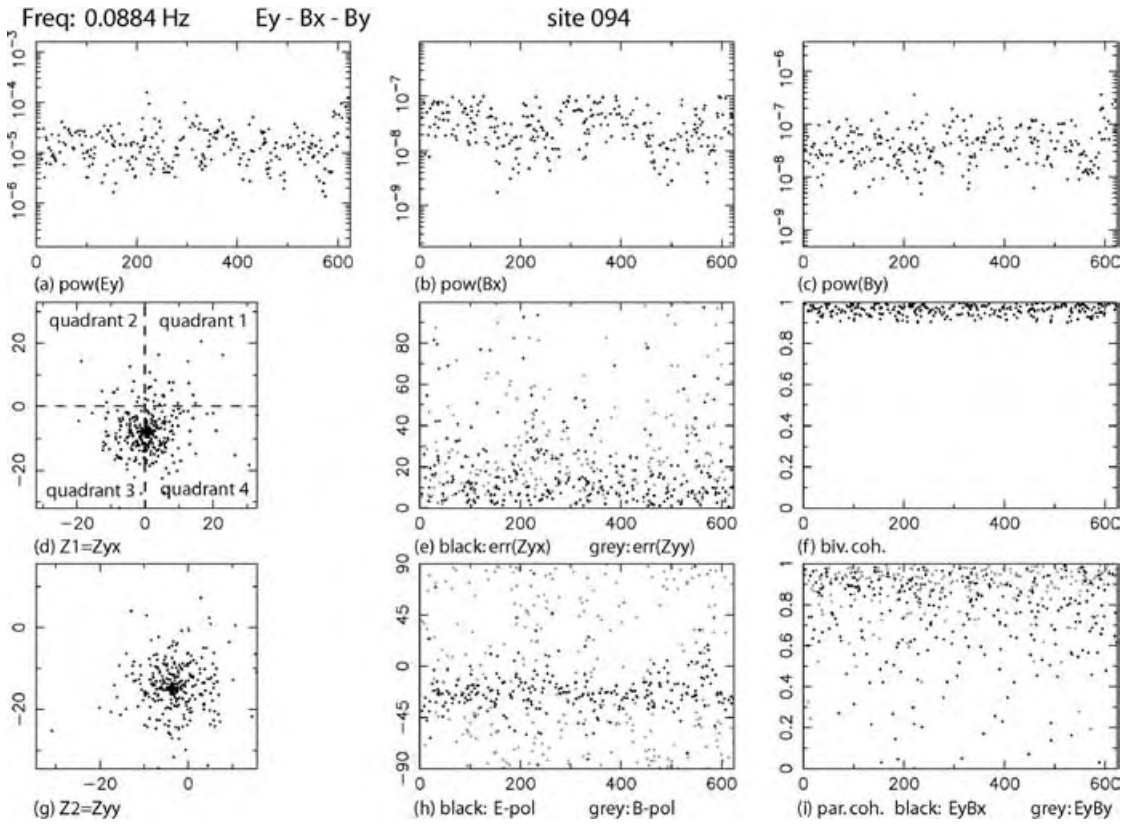 Freq: 0.0884 Hz Ey - Bx - By site 094
10⁻³
10⁻⁴
10⁻⁵
10⁻⁶
0 200 400 600
(a) pow(Ey)
10⁻⁷
10⁻⁸
10⁻⁹
0 200 400 600
(b) pow(Bx)
10⁻⁶
10⁻⁷
10⁻⁸
10⁻⁹
0 200 400 600
(c) pow(By)
quadrant 2 quadrant 1
20
0
−20
quadrant 3 quadrant 4
−20 0 20
(d) Z1=Zyx
80
60
40
20
0
0 200 400 600
(e) black: err(Zyx) grey: err(Zyy)
1
0.8
0.6
0.4
0.2
0
0 200 400 600
(f) biv. coh.
0
−20
−20 0
(g) Z2=Zyy
90
45
0
−45
−90
0 200 400 600
(h) black: E-pol grey: B-pol
1
0.8
0.6
0.4
0.2
0
0 200 400 600
(i) par. coh. black: EyBx grey: EyBy